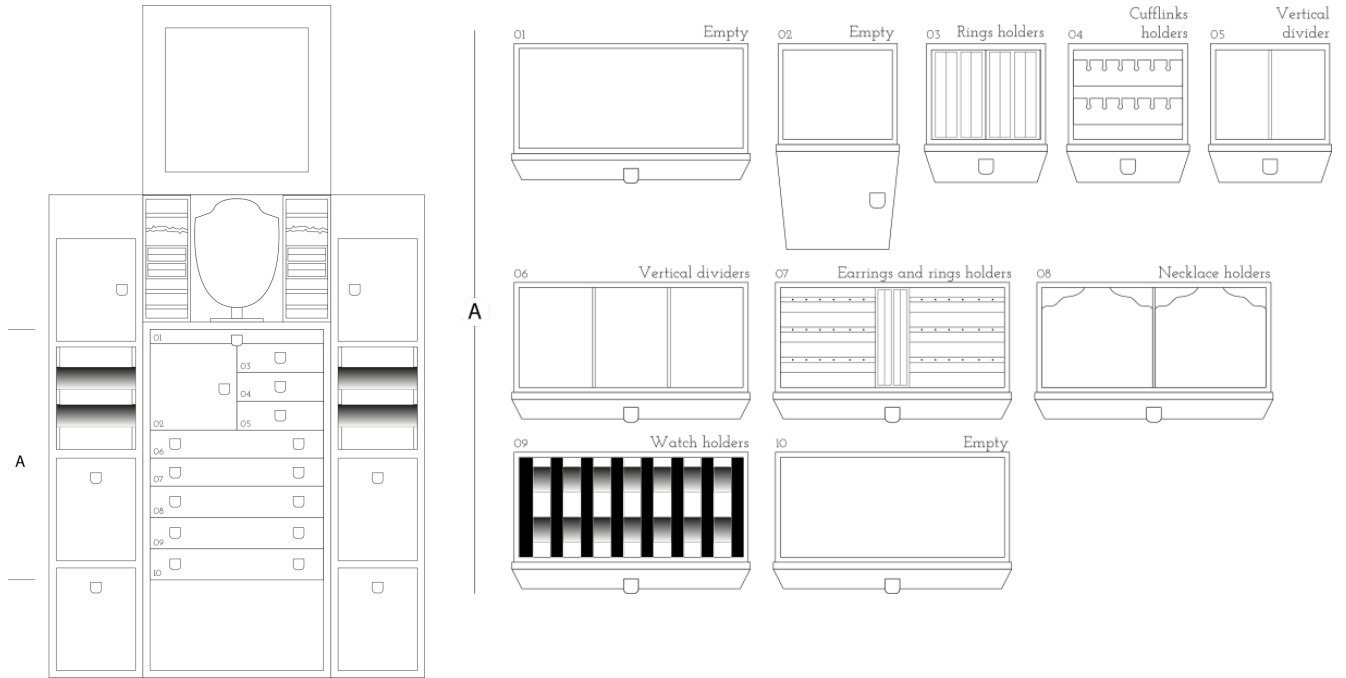 01
02
03
04
05
06
07
08
09
10
A
A
01
Empty
02
Empty
03
Rings holders
04
Cufflinks
holders
05
Vertical
divider
06
Vertical dividers
07
Earrings and rings holders
08
Necklace holders
09
Watch holders
10
Empty